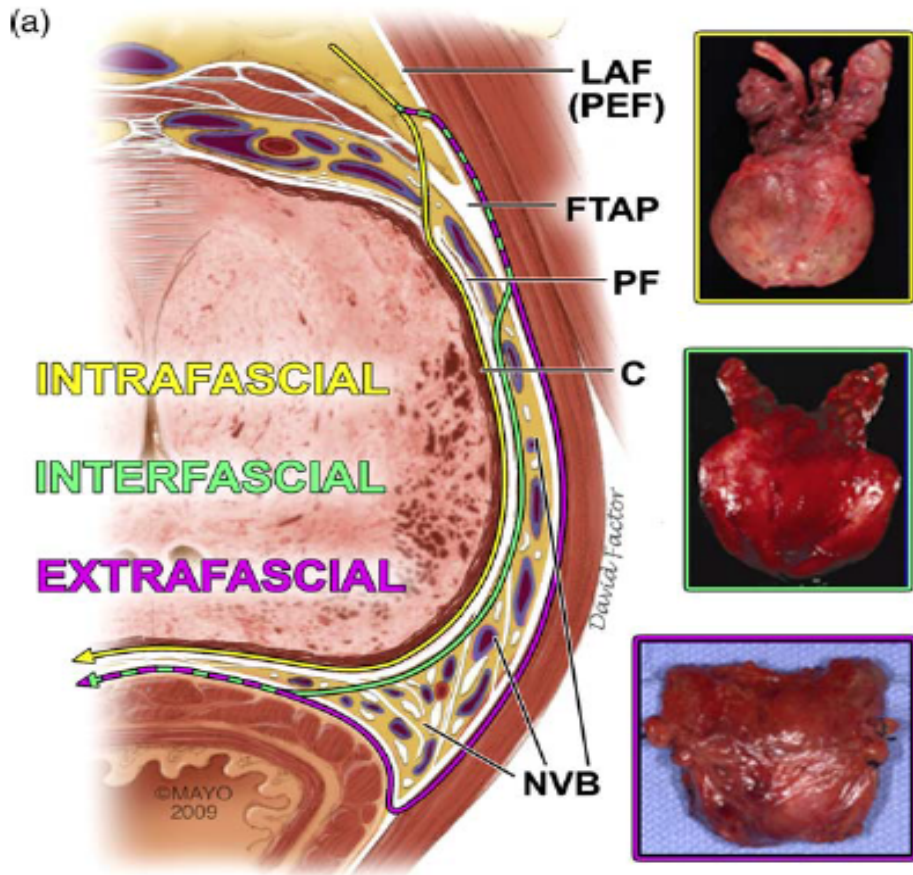 (a)
LAF
(PEF)
FTAP
PF
C
INTRAFASCIAL
INTERFASCIAL
EXTRAFASCIAL
David Factor
NVB
©MAYO
2009